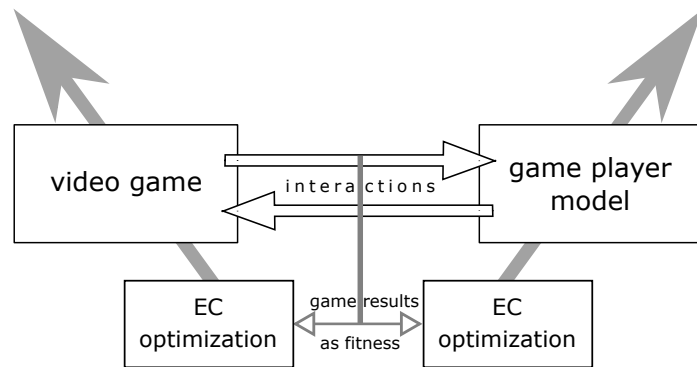 video game
interactions
game player
model
EC
optimization
game results
as fitness
EC
optimization